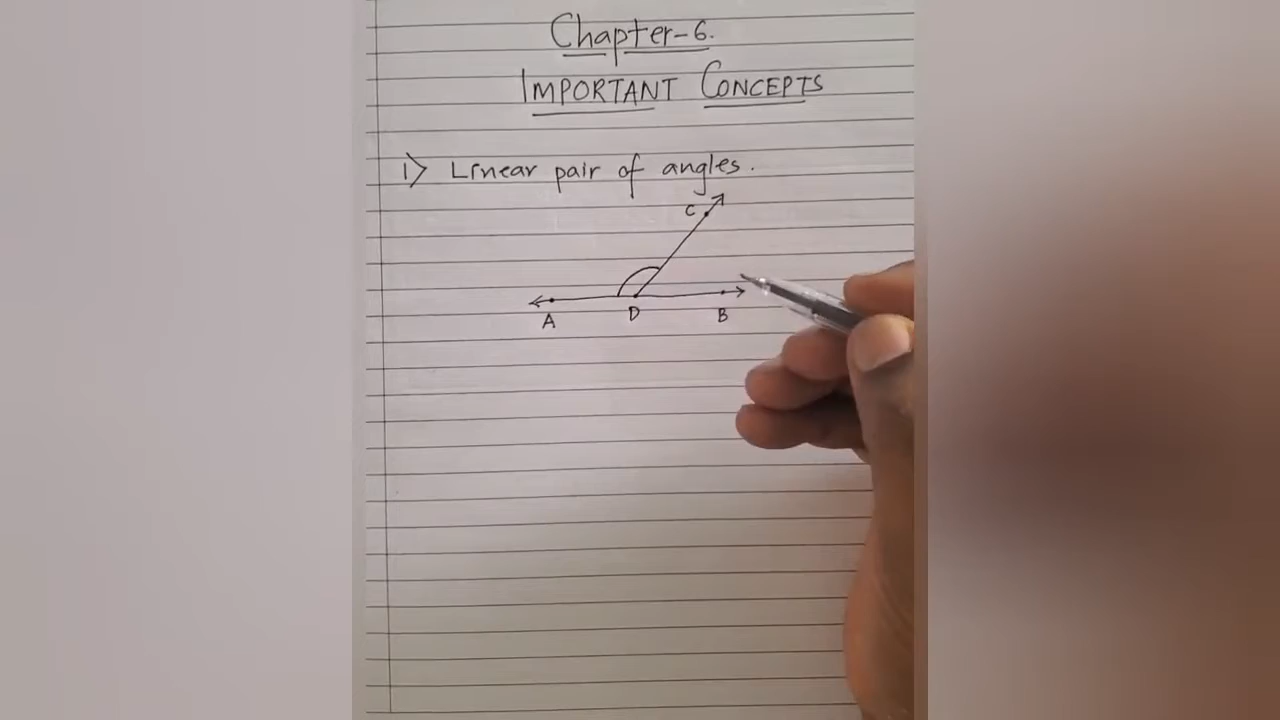 Chapter-6.
IMPORTANT CONCEPTS
1> Linear pair of angles.
C
A D B